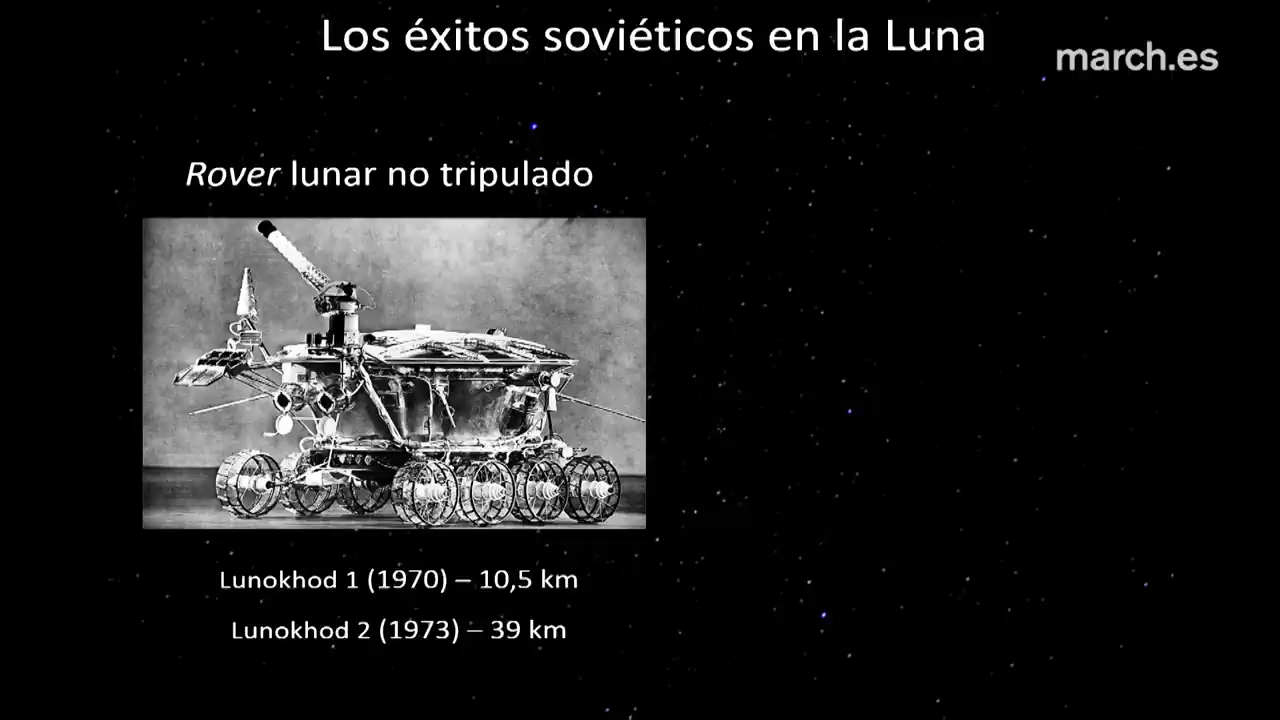 Los éxitos soviéticos en la Luna
march.es
Rover lunar no tripulado
Lunokhod 1 (1970) – 10,5 km
Lunokhod 2 (1973) – 39 km